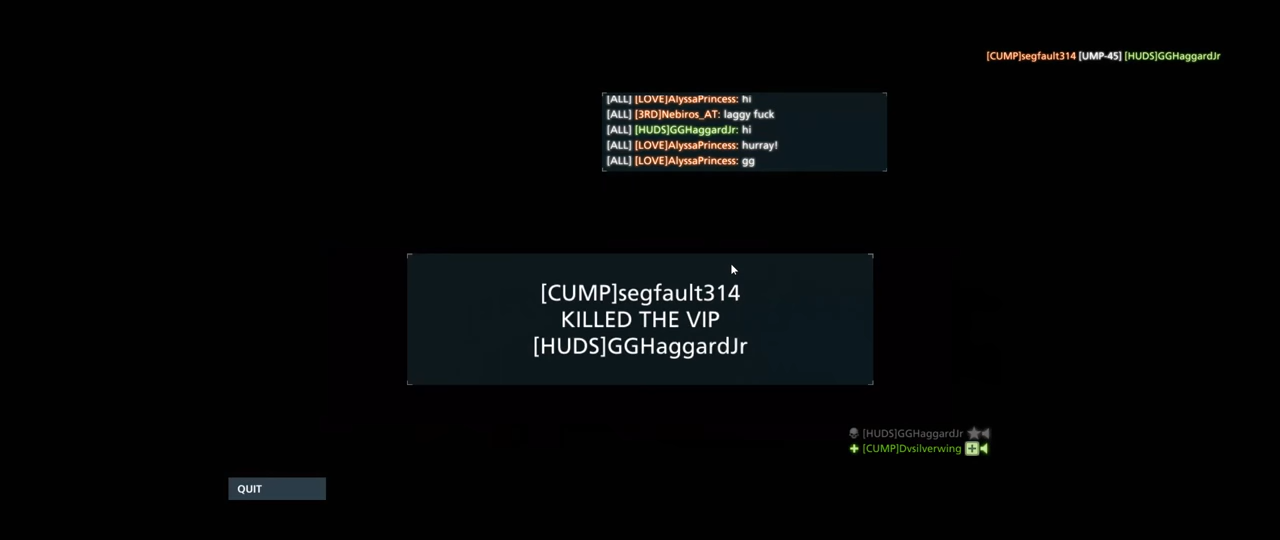 [CUMP]segfault314 [UMP-45] [HUDS]GGHaggardJr
[ALL] [LOVE]AlyssaPrincess: hi
[ALL] [3RD]Nebiros_AT: laggy fuck
[ALL] [HUDS]GGHaggardJr: hi
[ALL] [LOVE]AlyssaPrincess: hurray!
[ALL] [LOVE]AlyssaPrincess: gg
[CUMP]segfault314
KILLED THE VIP
[HUDS]GGHaggardJr
[HUDS]GGHaggardJr
[CUMP]Dvsilverwing
QUIT